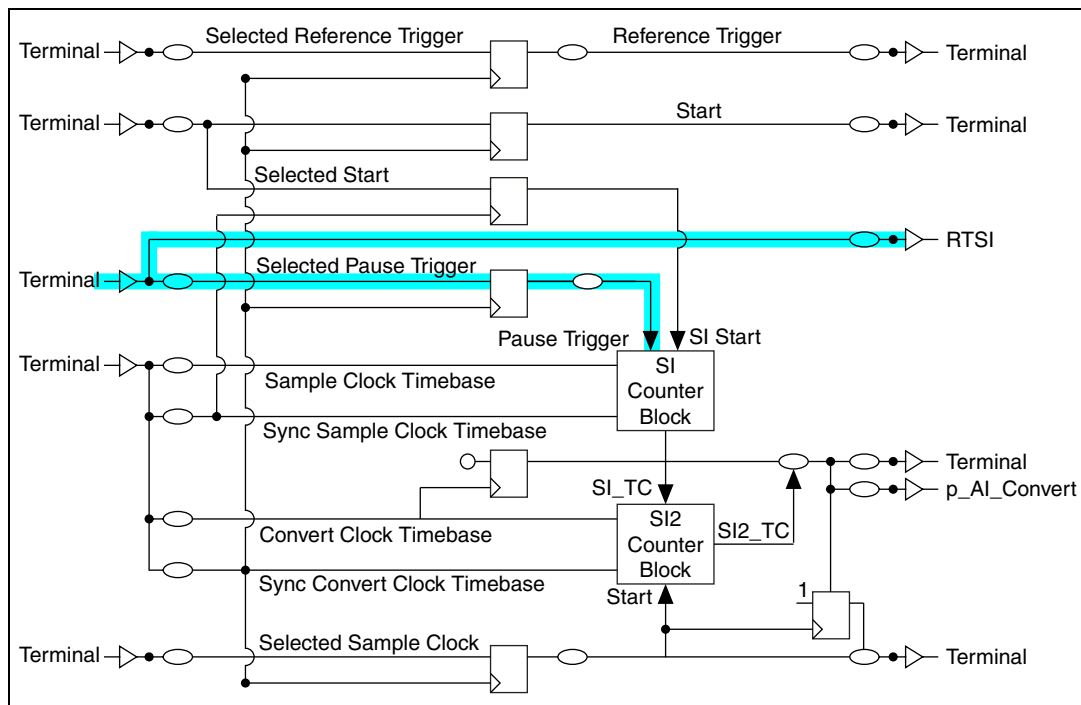 Terminal
Selected Reference Trigger
Reference Trigger
Terminal
Terminal
Start
Terminal
Selected Start
RTSI
Terminal
Selected Pause Trigger
Pause Trigger
SI Start
Terminal
Sample Clock Timebase
SI
Counter
Block
Sync Sample Clock Timebase
Terminal
SI_TC
p_AI_Convert
Convert Clock Timebase
SI2
Counter
Block
SI2_TC
Sync Convert Clock Timebase
Start
1
Terminal
Selected Sample Clock
Terminal